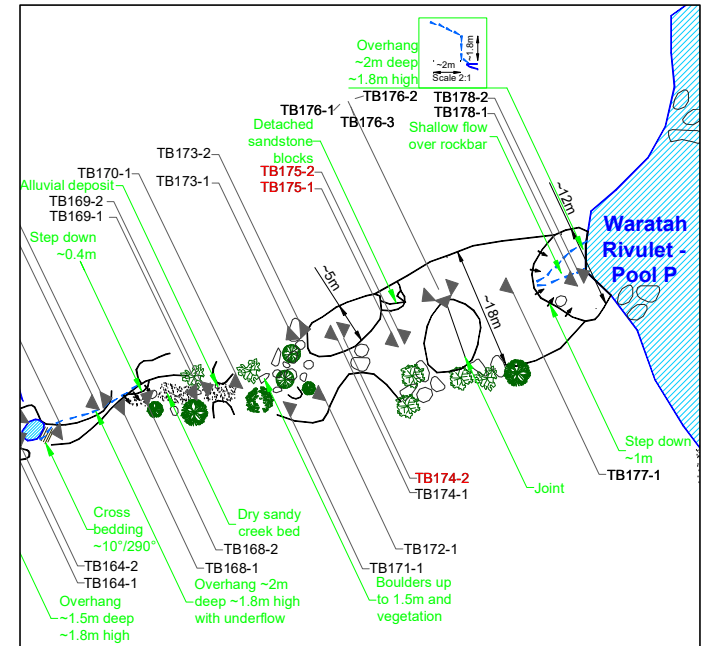 Overhang
~2m deep
~1.8m high
~1.8m
~2m
Scale 2:1
TB176-2
TB176-1
TB176-3
TB178-2
TB178-1
Detached
sandstone
blocks
Shallow flow
over rockbar
TB173-2
TB173-1
TB175-2
TB175-1
TB170-1
Alluvial deposit
TB169-2
TB169-1
Step down
~0.4m
~12m
Waratah
Rivulet -
Pool P
~5m
~18m
Step down
~1m
TB177-1
TB174-2
TB174-1
Joint
Cross
bedding
~10°/290°
Dry sandy
creek bed
TB168-2
TB168-1
TB172-1
TB171-1
TB164-2
TB164-1
Overhang ~2m
deep ~1.8m high
with underflow
Boulders up
to 1.5m and
vegetation
Overhang
~1.5m deep
~1.8m high